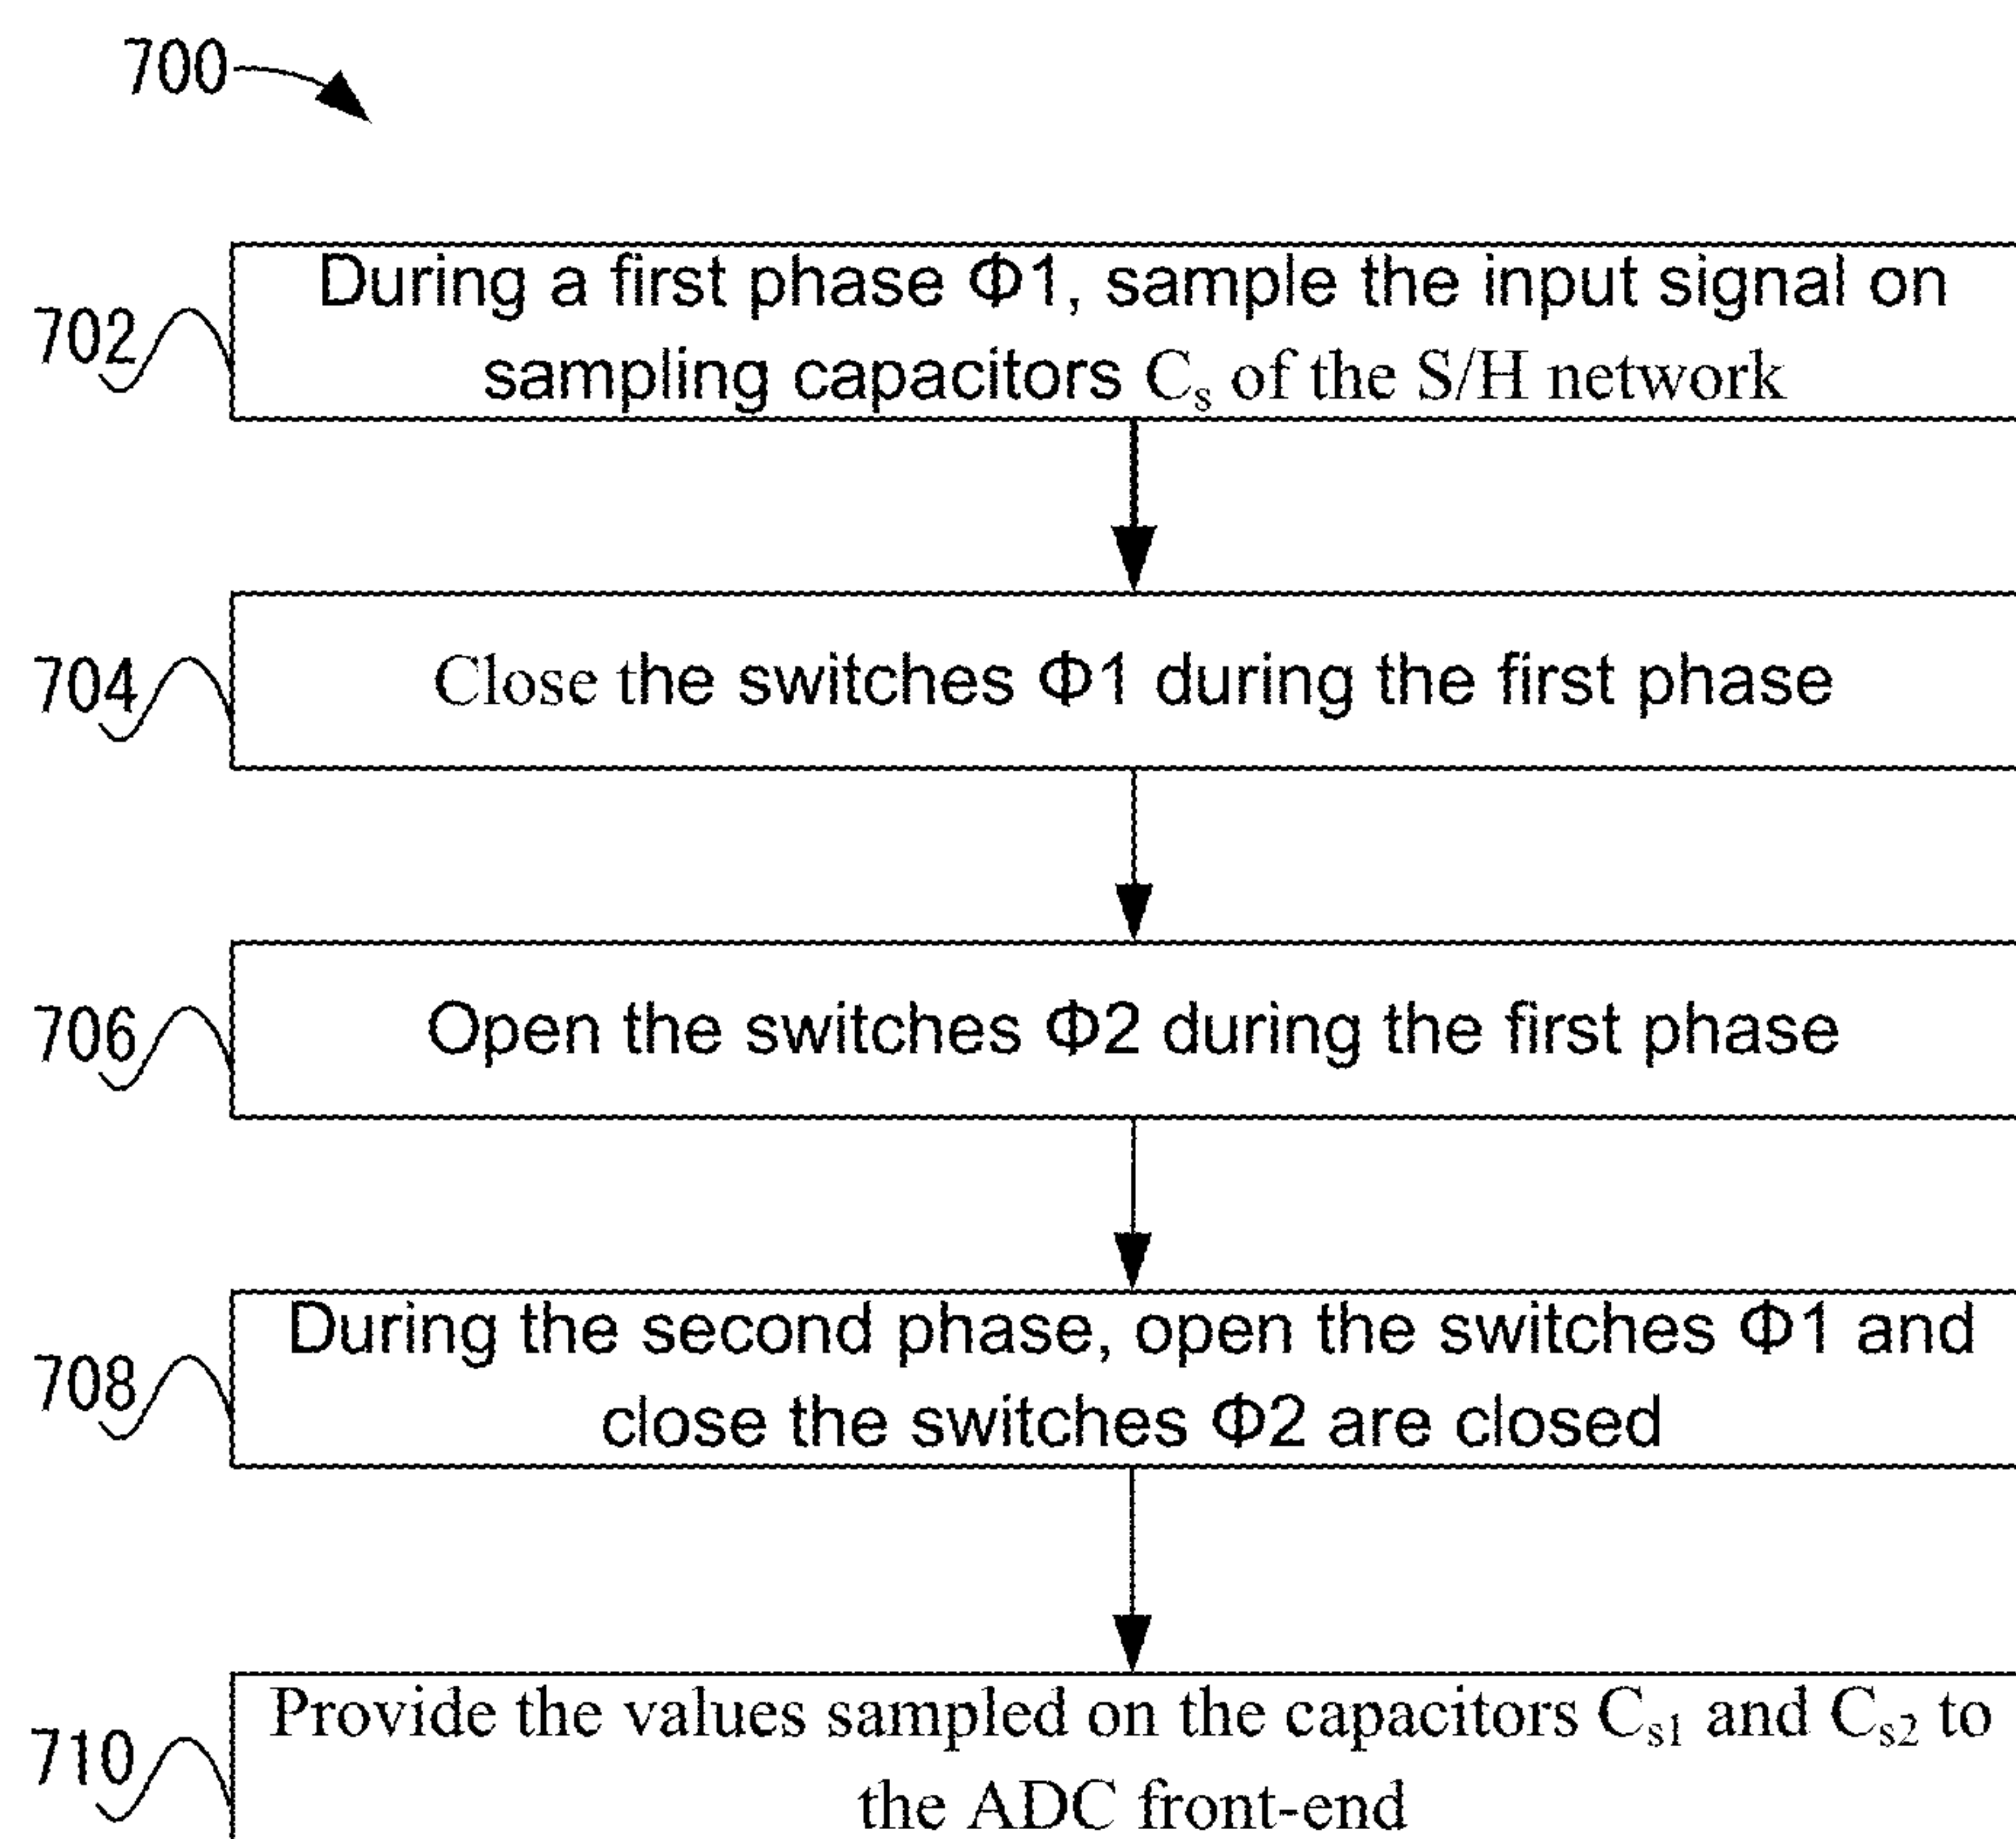 700
702
During a first phase Φ1, sample the input signal on
sampling capacitors Cs of the S/H network
704
Close the switches Φ1 during the first phase
706
Open the switches Φ2 during the first phase
708
During the second phase, open the switches Φ1 and
close the switches Φ2 are closed
710
Provide the values sampled on the capacitors Cs1 and Cs2 to
the ADC front-end